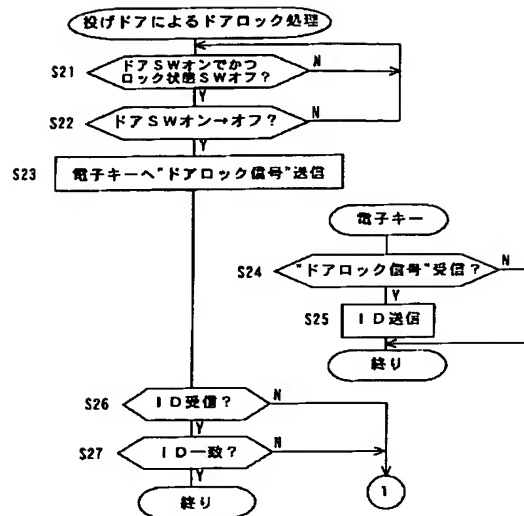 投げドアによるドアロック処理
S21
ドアSWオンでかつ
ロック状態SWオフ？
N
Y
S22
ドアSWオン→オフ？
N
Y
S23
電子キーへ"ドアロック信号"送信
電子キー
S24
"ドアロック信号"受信？
N
Y
S25
ID送信
終り
S26
ID受信？
N
Y
S27
ID一致？
N
Y
終り
1